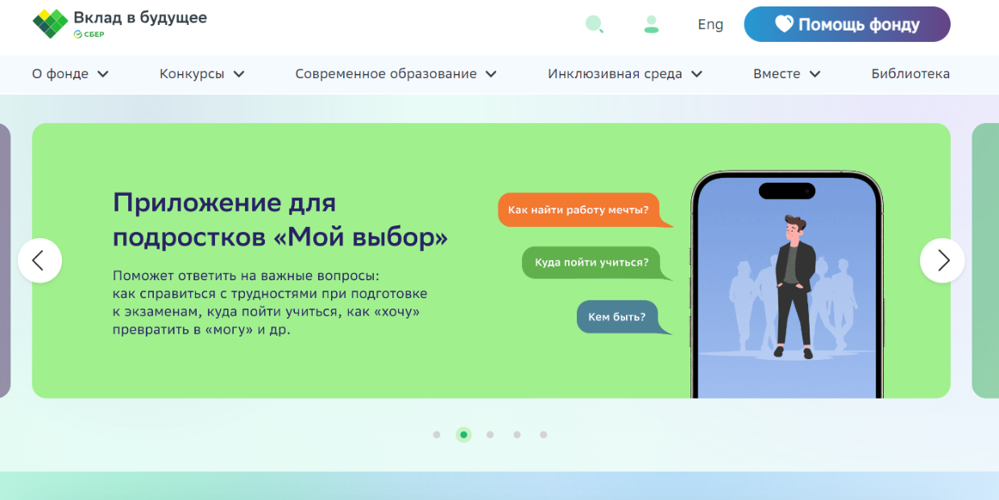 Вклад в будущее
СБЕР
Eng
Помощь фонду
О фонде
Конкурсы
Современное образование
Инклюзивная среда
Вместе
Библиотека
Приложение для
подростков «Мой выбор»
Поможет ответить на важные вопросы:
как справиться с трудностями при подготовке
к экзаменам, куда пойти учиться, как «хочу»
превратить в «могу» и др.
Как найти работу мечты?
Куда пойти учиться?
Кем быть?